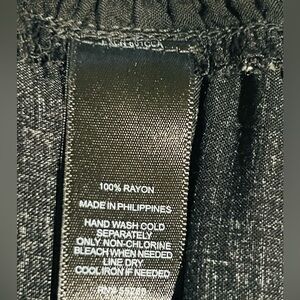 100% RAYON
MADE IN PHILIPPINES
HAND WASH COLD
SEPARATELY
ONLY NON-CHLORINE
BLEACH WHEN NEEDED
LINE DRY
COOL IRON IF NEEDED